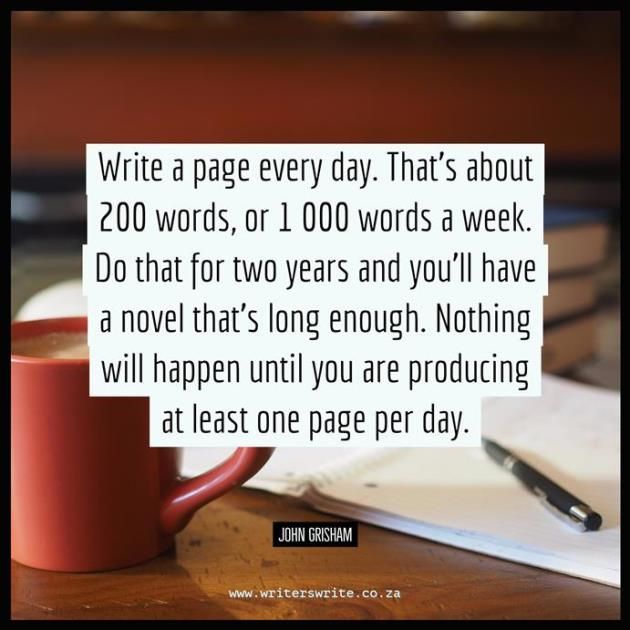 Write a page every day. That's about
200 words, or 1 000 words a week.
Do that for two years and you'll have
a novel that's long enough. Nothing
will happen until you are producing
at least one page per day.
JOHN GRISHAM
www.writerswrite.co.za